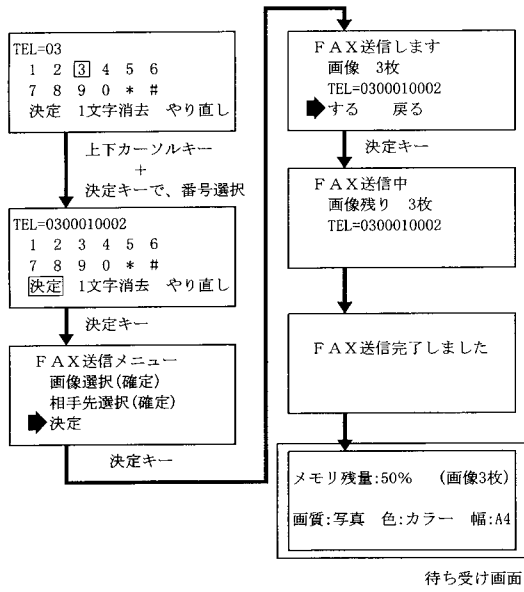 TEL=03
1 2 3 4 5 6
7 8 9 0 * #
決定 1文字消去 やり直し
上下カーソルキー
+
決定キーで、番号選択
TEL=0300010002
1 2 3 4 5 6
7 8 9 0 * #
決定 1文字消去 やり直し
決定キー
FAX送信メニュー
画像選択(確定)
相手先選択(確定)
決定
決定キー
FAX送信します
画像 3枚
TEL=0300010002
する 戻る
決定キー
FAX送信中
画像残り 3枚
TEL=0300010002
FAX送信完了しました
メモリ残量:50% (画像3枚)
画質:写真 色:カラー 幅:A4
待ち受け画面